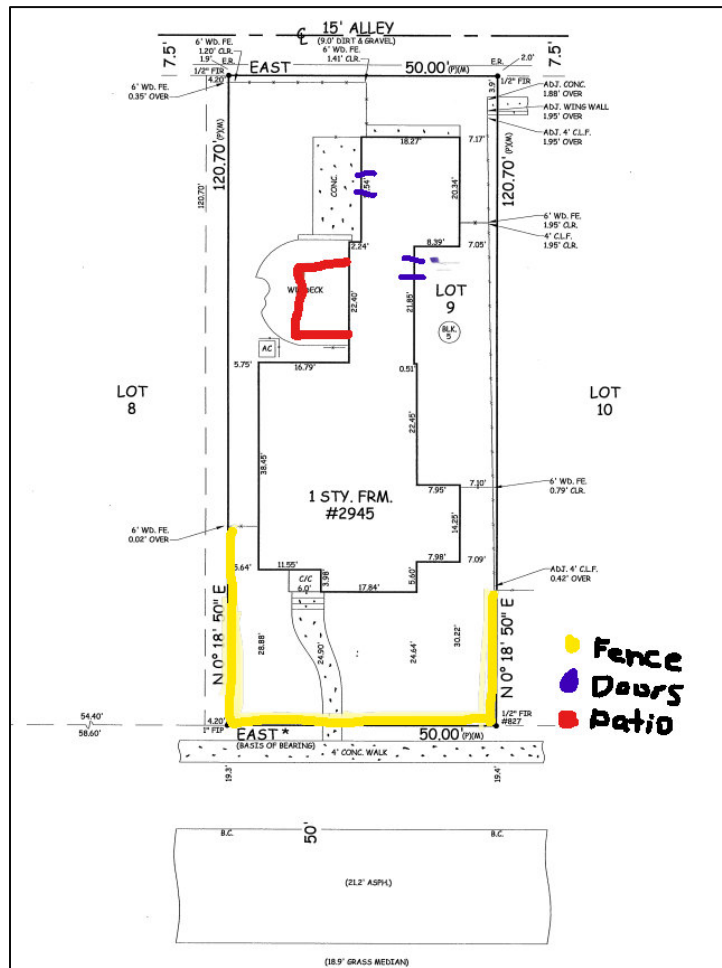 15' ALLEY
(9.0' DIRT & GRAVEL)
7.5'
7.5'
6' WD. FE.
1.20' CLR.
1.9'
E.R.
6' WD. FE.
1.41' CLR.
E.R.
2.0'
1/2" FIR
4.20'
EAST 50.00' (P)(M)
1/2" FIR
3.9'
6' WD. FE.
0.35' OVER
ADJ. CONC.
1.88' OVER
ADJ. WING WALL
1.95' OVER
ADJ. 4' C.L.F.
1.95' OVER
120.70' (P)(M)
120.70'
120.70' (P)(M)
18.27'
7.17'
CONC.
20.34'
6' WD. FE.
1.95' CLR.
4' C.L.F.
1.95' CLR.
2.24'
8.39'
7.05'
22.40'
21.85'
LOT
9
BLK.
5
AC
5.75'
16.79'
0.51'
LOT
8
LOT
10
38.45'
22.45'
7.95'
7.10'
6' WD. FE.
0.79' CLR.
1 STY. FRM.
#2945
14.25'
6' WD. FE.
0.02' OVER
5.64'
11.55'
C/C
6.0'
3.98'
17.84'
5.60'
7.98'
7.09'
ADJ. 4' C.L.F.
0.42' OVER
N 0° 18' 50" E
28.88'
24.90'
24.64'
30.22'
N 0° 18' 50" E
Fence
Doors
Patio
54.40'
58.60'
4.20'
1" FIP
EAST *
(BASIS OF BEARING)
50.00' (P)(M)
1/2" FIR
#827
4' CONC. WALK
19.3'
19.4'
B.C.
50'
B.C.
(21.2' ASPH.)
(18.9' GRASS MEDIAN)